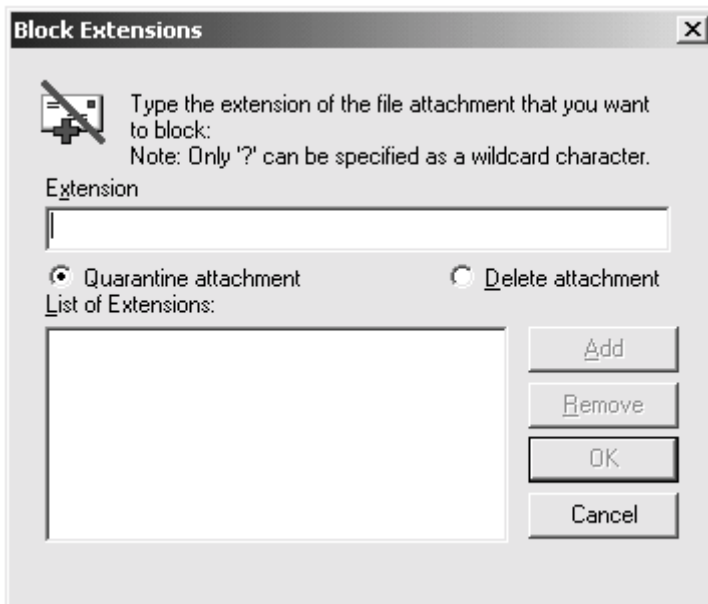 Block Extensions
Type the extension of the file attachment that you want
to block:
Note: Only '?' can be specified as a wildcard character.
Extension
Quarantine attachment
Delete attachment
List of Extensions:
Add
Remove
OK
Cancel